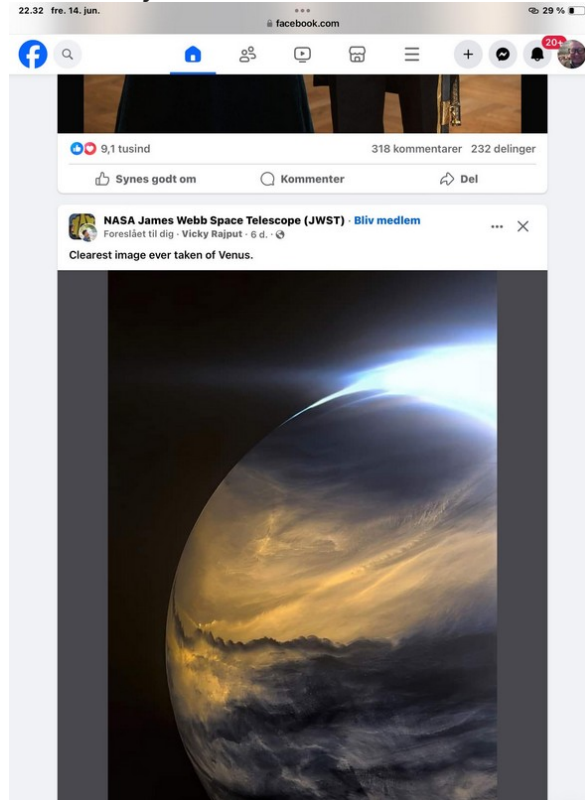 22.32 fre. 14. jun.
29 %
facebook.com
20+
9,1 tusind
318 kommentarer 232 delinger
Synes godt om
Kommenter
Del
NASA James Webb Space Telescope (JWST) · Bliv medlem
Foreslået til dig · Vicky Rajput · 6 d. ·
Clearest image ever taken of Venus.